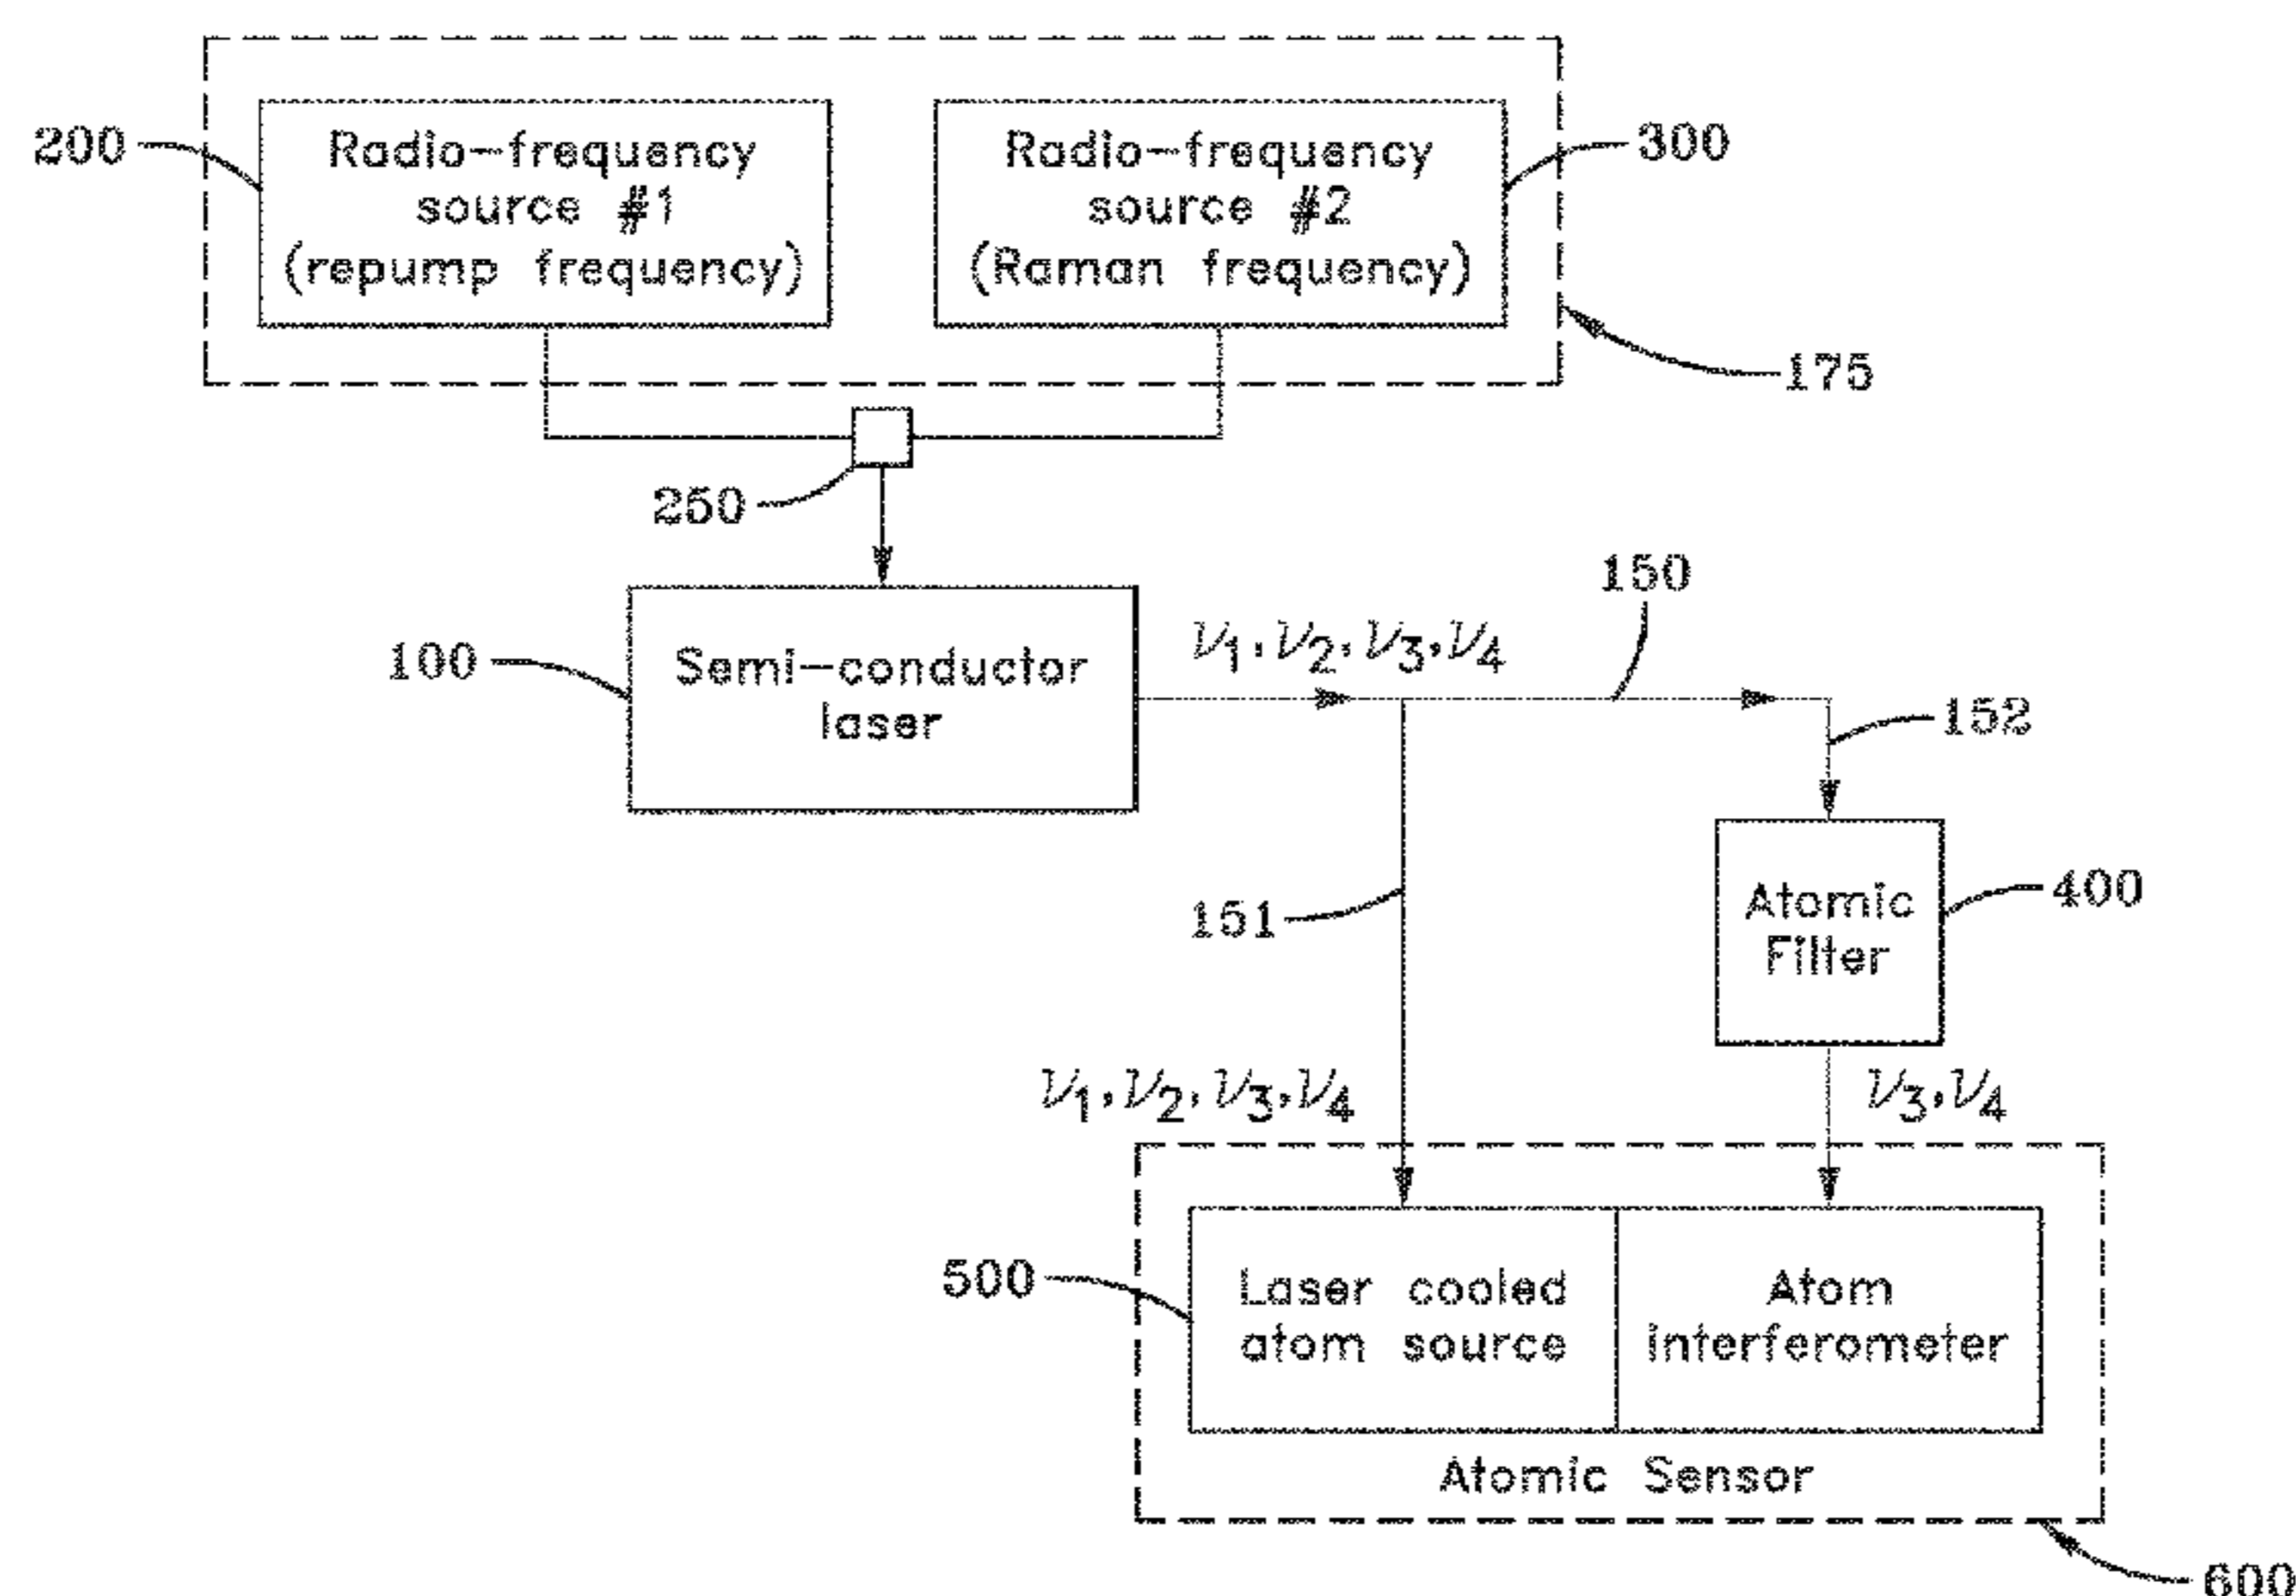 200
Radio-frequency
source #1
(repump frequency)
Radio-frequency
source #2
(Raman frequency)
300
175
250
100
Semi-conductor
laser
ν1, ν2, ν3, ν4
150
152
151
Atomic
Filter
400
ν1, ν2, ν3, ν4
ν3, ν4
500
Laser cooled
atom source
Atom
interferometer
Atomic Sensor
600